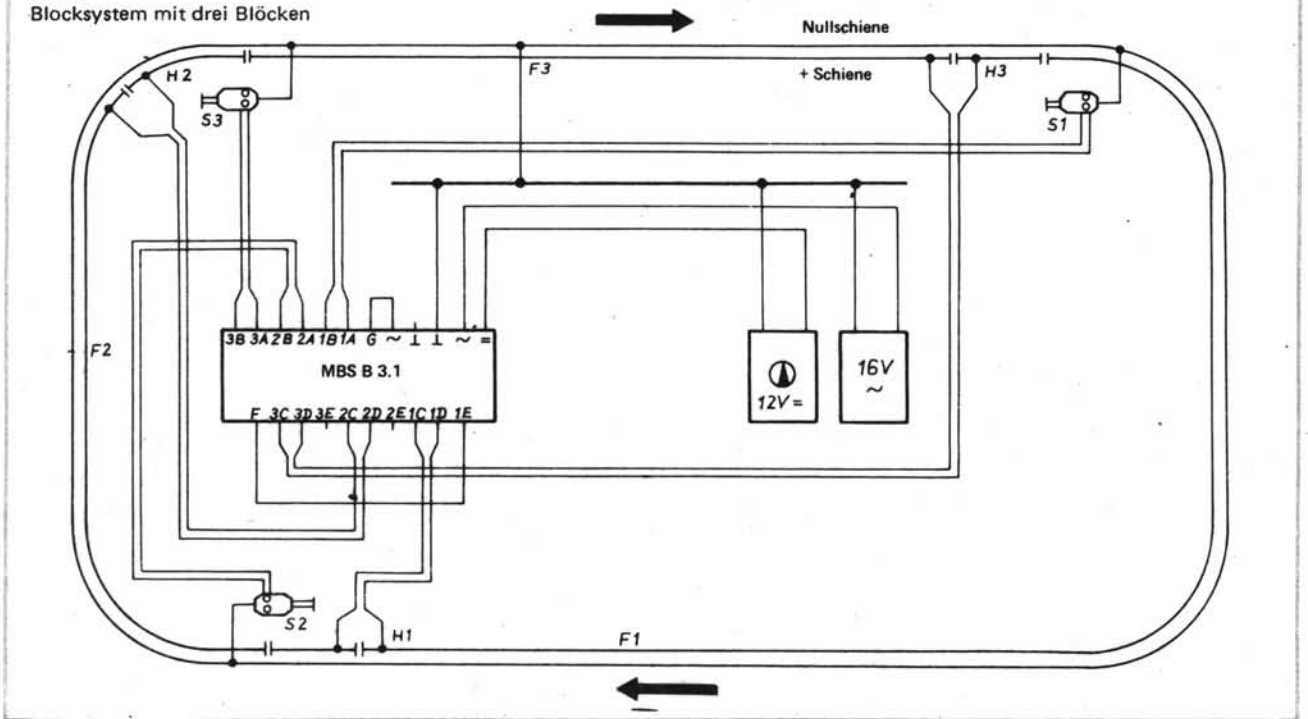 Blocksystem mit drei Blöcken
Nullschiene
+ Schiene
H2
F3
H3
S3
S1
3B 3A 2B 2A 1B 1A G ~ ⊥ ⊥ ~ =
MBS B 3.1
F 3C 3D 3E 2C 2D 2E 1C 1D 1E
F2
12V =
16V
~
S2
H1
F1